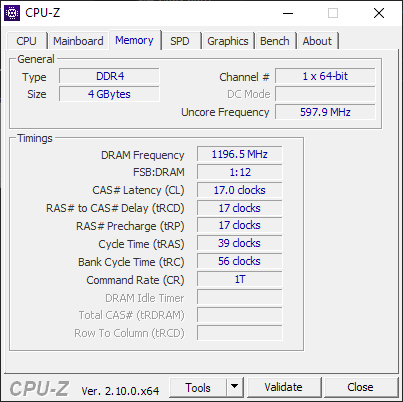 CPU-Z
CPU Mainboard Memory SPD Graphics Bench About
General
Type DDR4 Channel # 1 x 64-bit
Size 4 GBytes DC Mode
Uncore Frequency 597.9 MHz
Timings
DRAM Frequency 1196.5 MHz
FSB:DRAM 1:12
CAS# Latency (CL) 17.0 clocks
RAS# to CAS# Delay (tRCD) 17 clocks
RAS# Precharge (tRP) 17 clocks
Cycle Time (tRAS) 39 clocks
Bank Cycle Time (tRC) 56 clocks
Command Rate (CR) 1T
DRAM Idle Timer
Total CAS# (tRDRAM)
Row To Column (tRCD)
CPU-Z Ver. 2.10.0.x64 Tools Validate Close